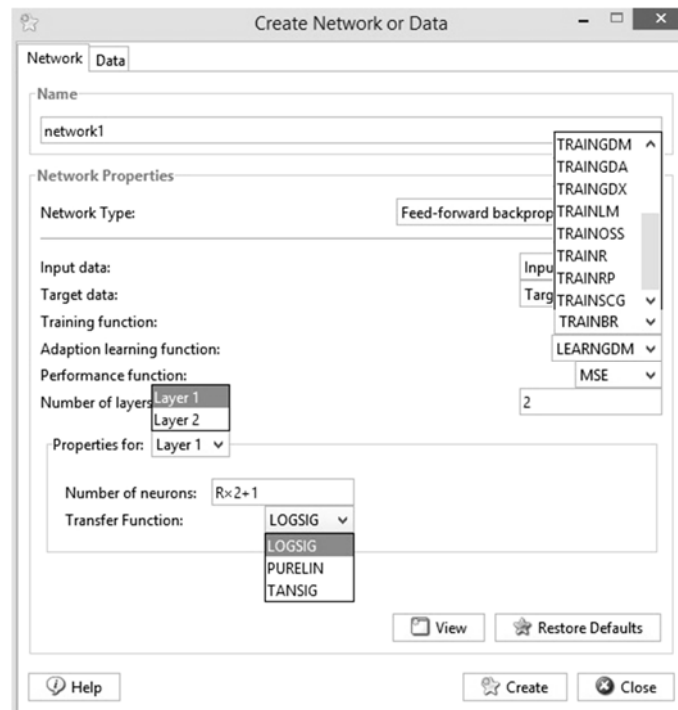 Create Network or Data
Network Data
Name
network1
TRAINGDM
TRAINGDA
TRAINGDX
TRAINLM
TRAINOSS
TRAINR
TRAINRP
TRAINSCG
Network Properties
Network Type: Feed-forward backprop
Input data: Inpu
Target data: Targ
Training function: TRAINBR
Adaption learning function: LEARNGDM
Performance function: MSE
Number of layers 2
Layer 1
Layer 2
Properties for: Layer 1
Number of neurons: R×2+1
Transfer Function: LOGSIG
LOGSIG
PURELIN
TANSIG
View Restore Defaults
Help Create Close